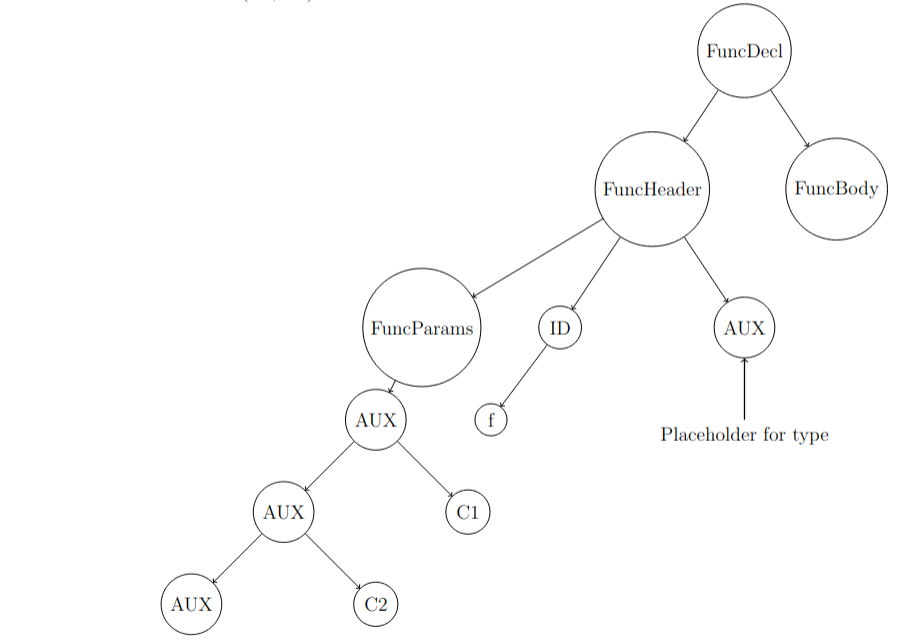 FuncDecl
FuncHeader
FuncBody
FuncParams
ID
AUX
AUX
f
Placeholder for type
AUX
C1
AUX
C2